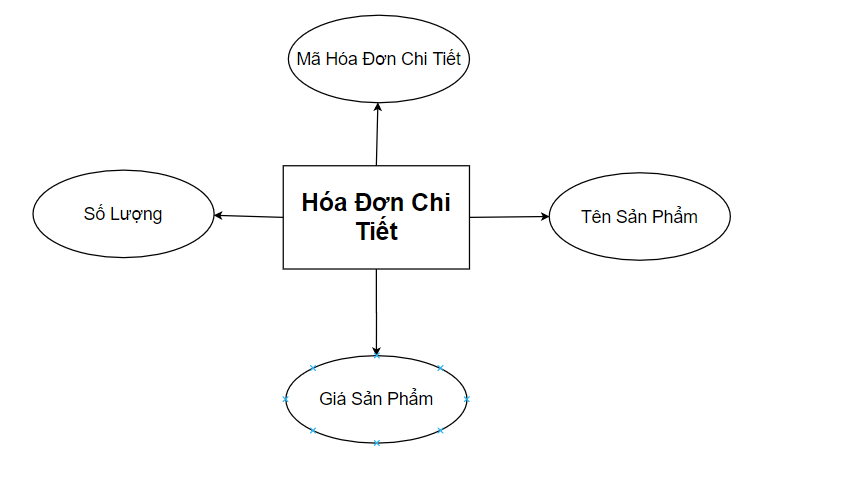 Mã Hóa Đơn Chi Tiết
Số Lượng
Hóa Đơn Chi
Tiết
Tên Sản Phẩm
Giá Sản Phẩm